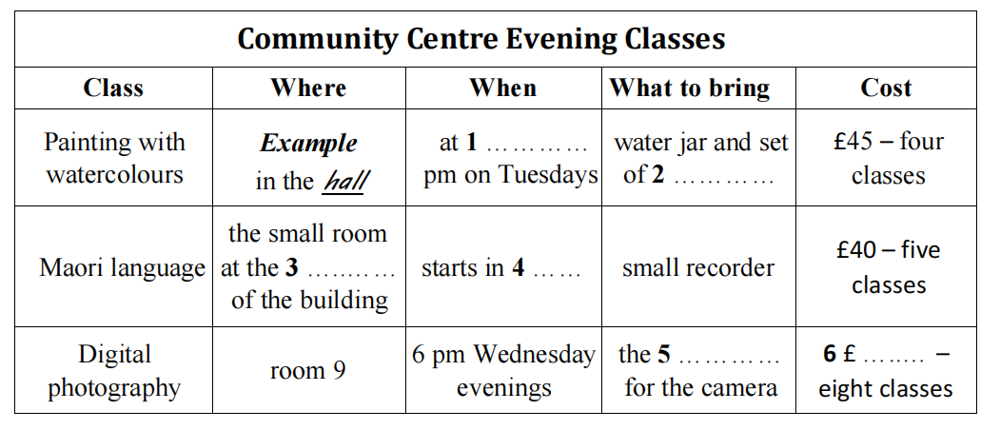 Community Centre Evening Classes
Class Where When What to bring Cost
Painting with
watercolours
Example
in the hall
at 1 …………
pm on Tuesdays
water jar and set
of 2 …………
£45 – four
classes
Maori language
the small room
at the 3 ……..……
of the building
starts in 4 ……
small recorder
£40 – five
classes
Digital
photography
room 9
6 pm Wednesday
evenings
the 5 …………
for the camera
6 £ …….. –
eight classes